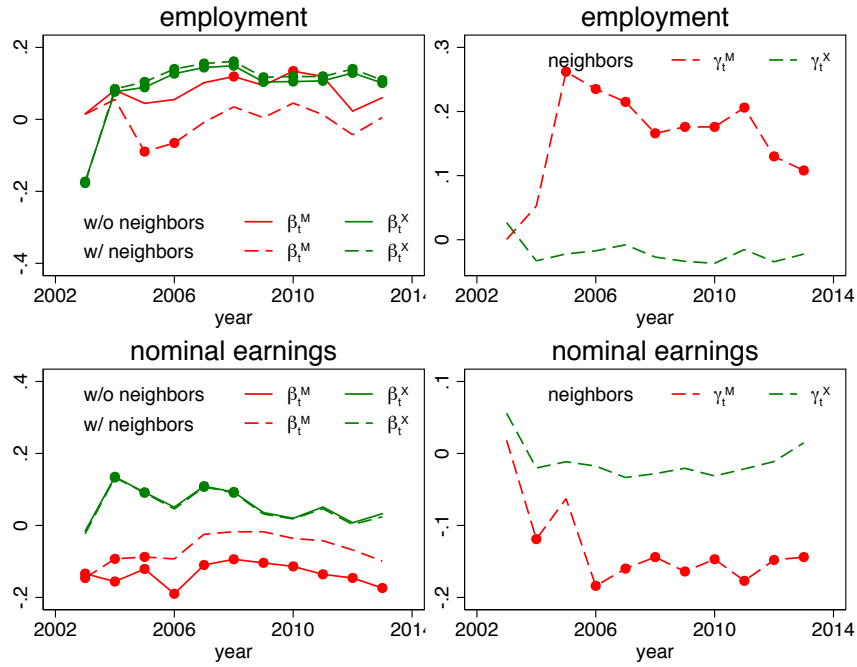 employment
.2
0
-.2
-.4
w/o neighbors β_t^M β_t^X
w/ neighbors β_t^M β_t^X
2002 2006 2010 2014
year
employment
.3
.2
.1
0
neighbors γ_t^M γ_t^X
2002 2006 2010 2014
year
nominal earnings
.4
.2
0
-.2
w/o neighbors β_t^M β_t^X
w/ neighbors β_t^M β_t^X
2002 2006 2010 2014
year
nominal earnings
.1
0
-.1
-.2
neighbors γ_t^M γ_t^X
2002 2006 2010 2014
year